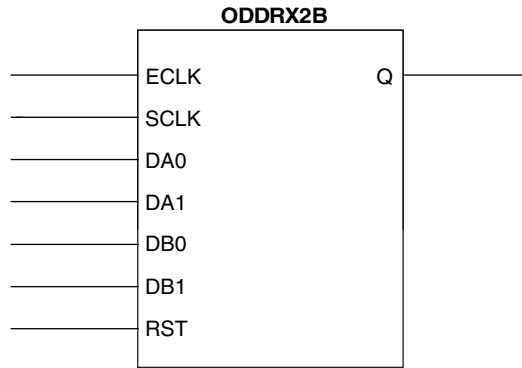 ODDRX2B
ECLK Q
SCLK
DA0
DA1
DB0
DB1
RST